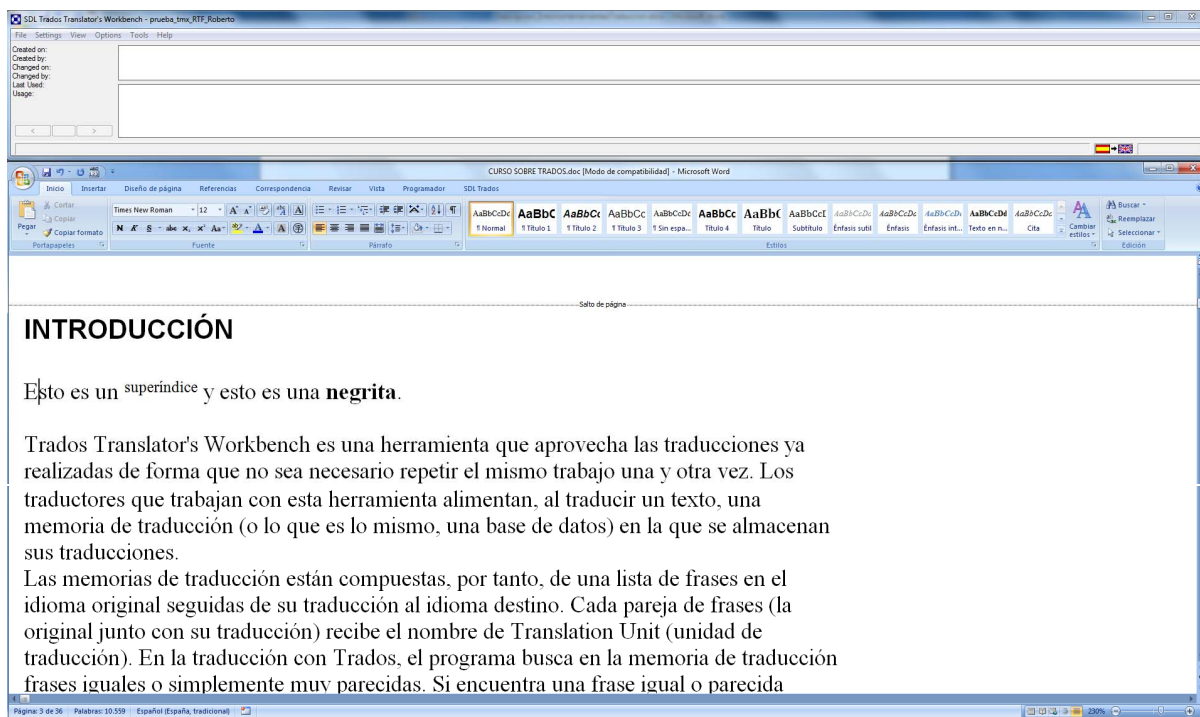 SDL Trados Translator's Workbench - prueba_tmx_RTF_Roberto
File Settings View Options Tools Help
Created on:
Created by:
Changed on:
Changed by:
Last Used:
Usage:
CURSO SOBRE TRADOS.doc [Modo de compatibilidad] - Microsoft Word
Inicio Insertar Diseño de página Referencias Correspondencia Revisar Vista Programador SDL Trados
Pegar
Cortar
Copiar
Copiar formato
Portapapeles
Times New Roman 12
Fuente
Párrafo
AaBbCcDc AaBbC AaBbCc AaBbCc AaBbCcDc AaBbCc AaBbC AaBbCcI AaBbCcDc AaBbCcDc AaBbCcDc AaBbCcDd AaBbCcDc
¶ Normal ¶ Título 1 ¶ Título 2 ¶ Título 3 ¶ Sin espa... Título 4 Título Subtítulo Énfasis sutil Énfasis Énfasis int... Texto en n... Cita
Cambiar estilos
Estilos
Buscar
Reemplazar
Seleccionar
Edición
Salto de página
INTRODUCCIÓN
Esto es un superíndice y esto es una negrita.
Trados Translator's Workbench es una herramienta que aprovecha las traducciones ya
realizadas de forma que no sea necesario repetir el mismo trabajo una y otra vez. Los
traductores que trabajan con esta herramienta alimentan, al traducir un texto, una
memoria de traducción (o lo que es lo mismo, una base de datos) en la que se almacenan
sus traducciones.
Las memorias de traducción están compuestas, por tanto, de una lista de frases en el
idioma original seguidas de su traducción al idioma destino. Cada pareja de frases (la
original junto con su traducción) recibe el nombre de Translation Unit (unidad de
traducción). En la traducción con Trados, el programa busca en la memoria de traducción
frases iguales o simplemente muy parecidas. Si encuentra una frase igual o parecida
Página: 3 de 36 Palabras: 10.559 Español (España, tradicional) 230%